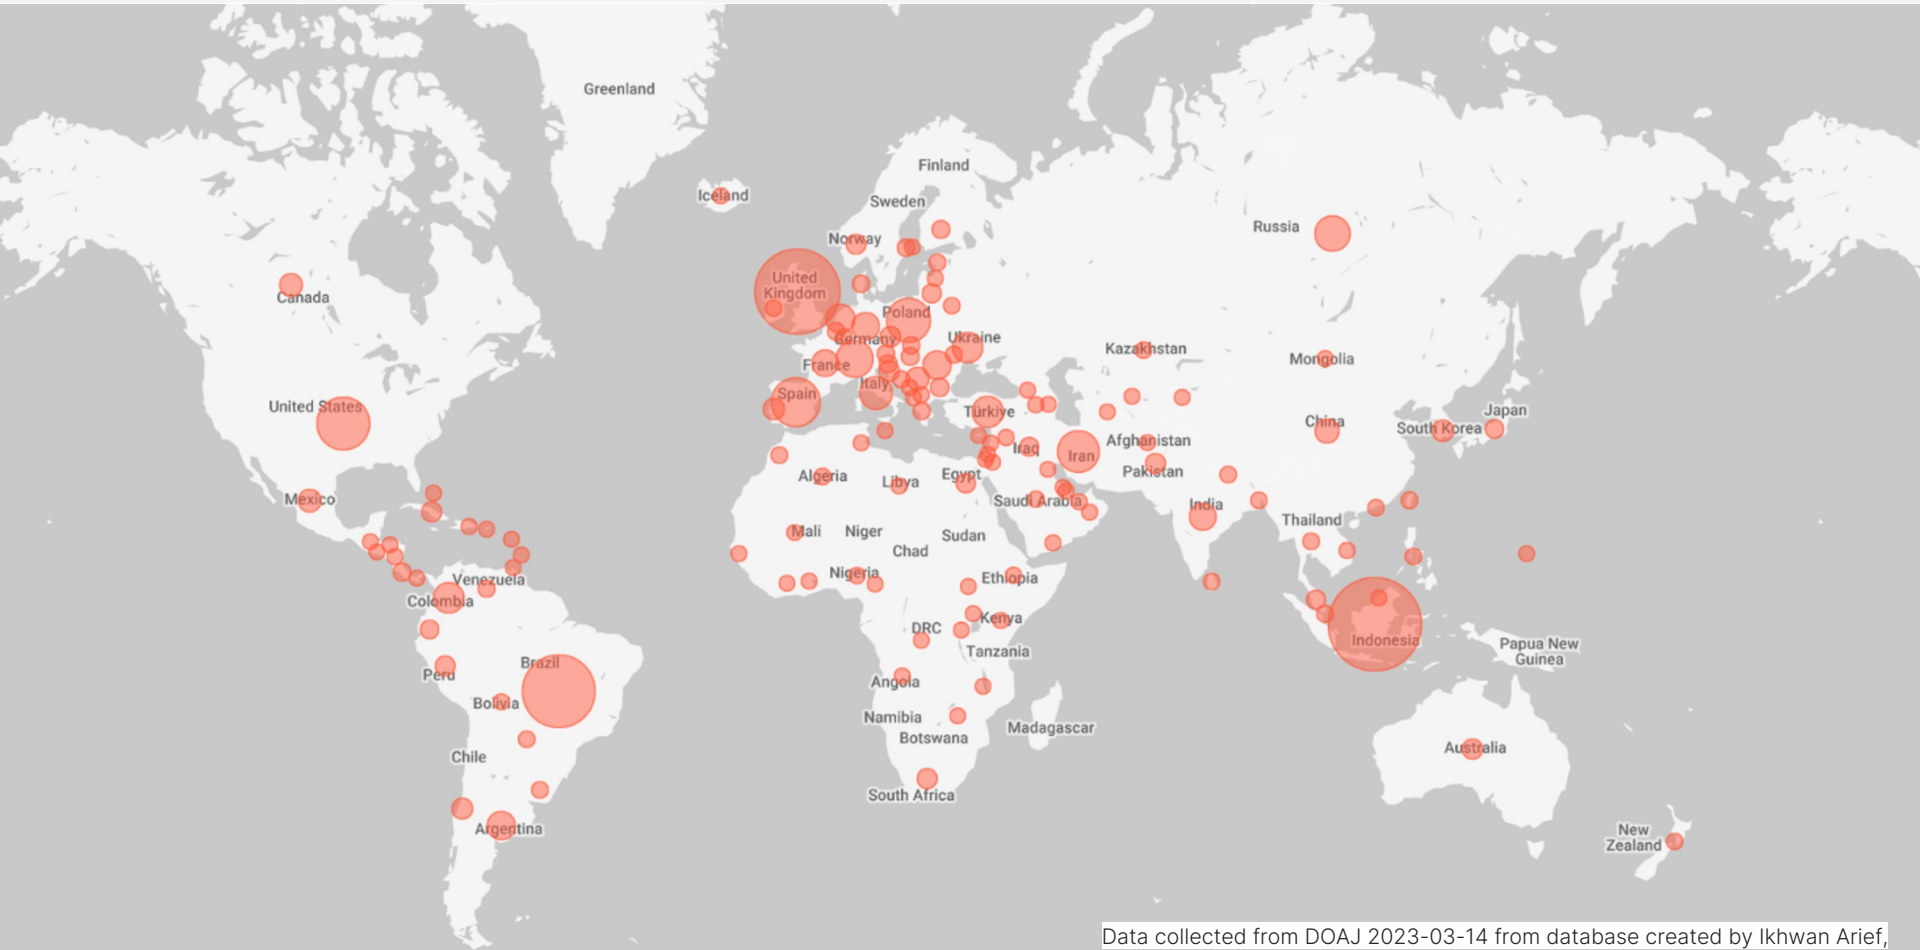 Greenland
Finland
Iceland
Sweden
Norway
Russia
United
Kingdom
Canada
Poland
Germany
Ukraine
France
Kazakhstan
Mongolia
Italy
Spain
United States
Türkiye
Japan
China
South Korea
Afghanistan
Iraq
Iran
Pakistan
Algeria
Libya
Egypt
Mexico
Saudi Arabia
India
Thailand
Mali
Niger
Sudan
Chad
Nigeria
Ethiopia
Venezuela
Colombia
Kenya
DRC
Indonesia
Papua New
Guinea
Tanzania
Brazil
Peru
Angola
Bolivia
Namibia
Madagascar
Botswana
Australia
Chile
South Africa
Argentina
New
Zealand
Data collected from DOAJ 2023-03-14 from database created by Ikhwan Arief,